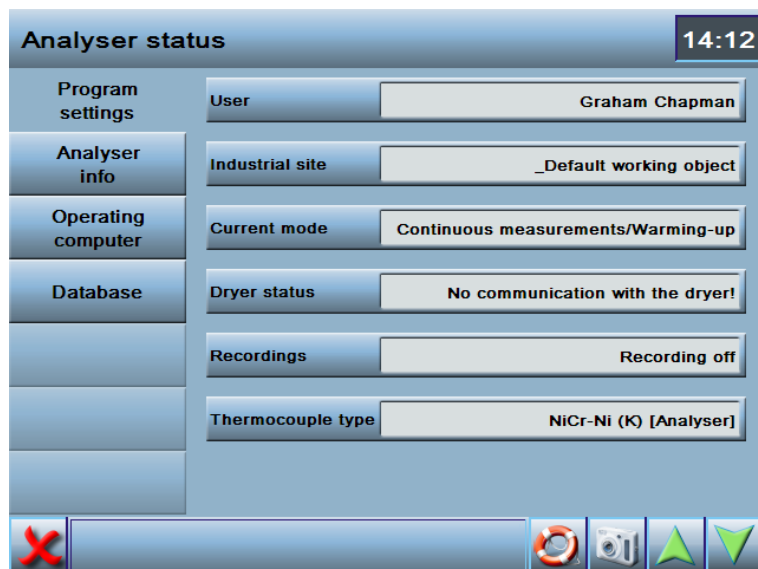 Analyser status
14:12
Program
settings
User
Graham Chapman
Analyser
info
Industrial site
_Default working object
Operating
computer
Current mode
Continuous measurements/Warming-up
Database
Dryer status
No communication with the dryer!
Recordings
Recording off
Thermocouple type
NiCr-Ni (K) [Analyser]